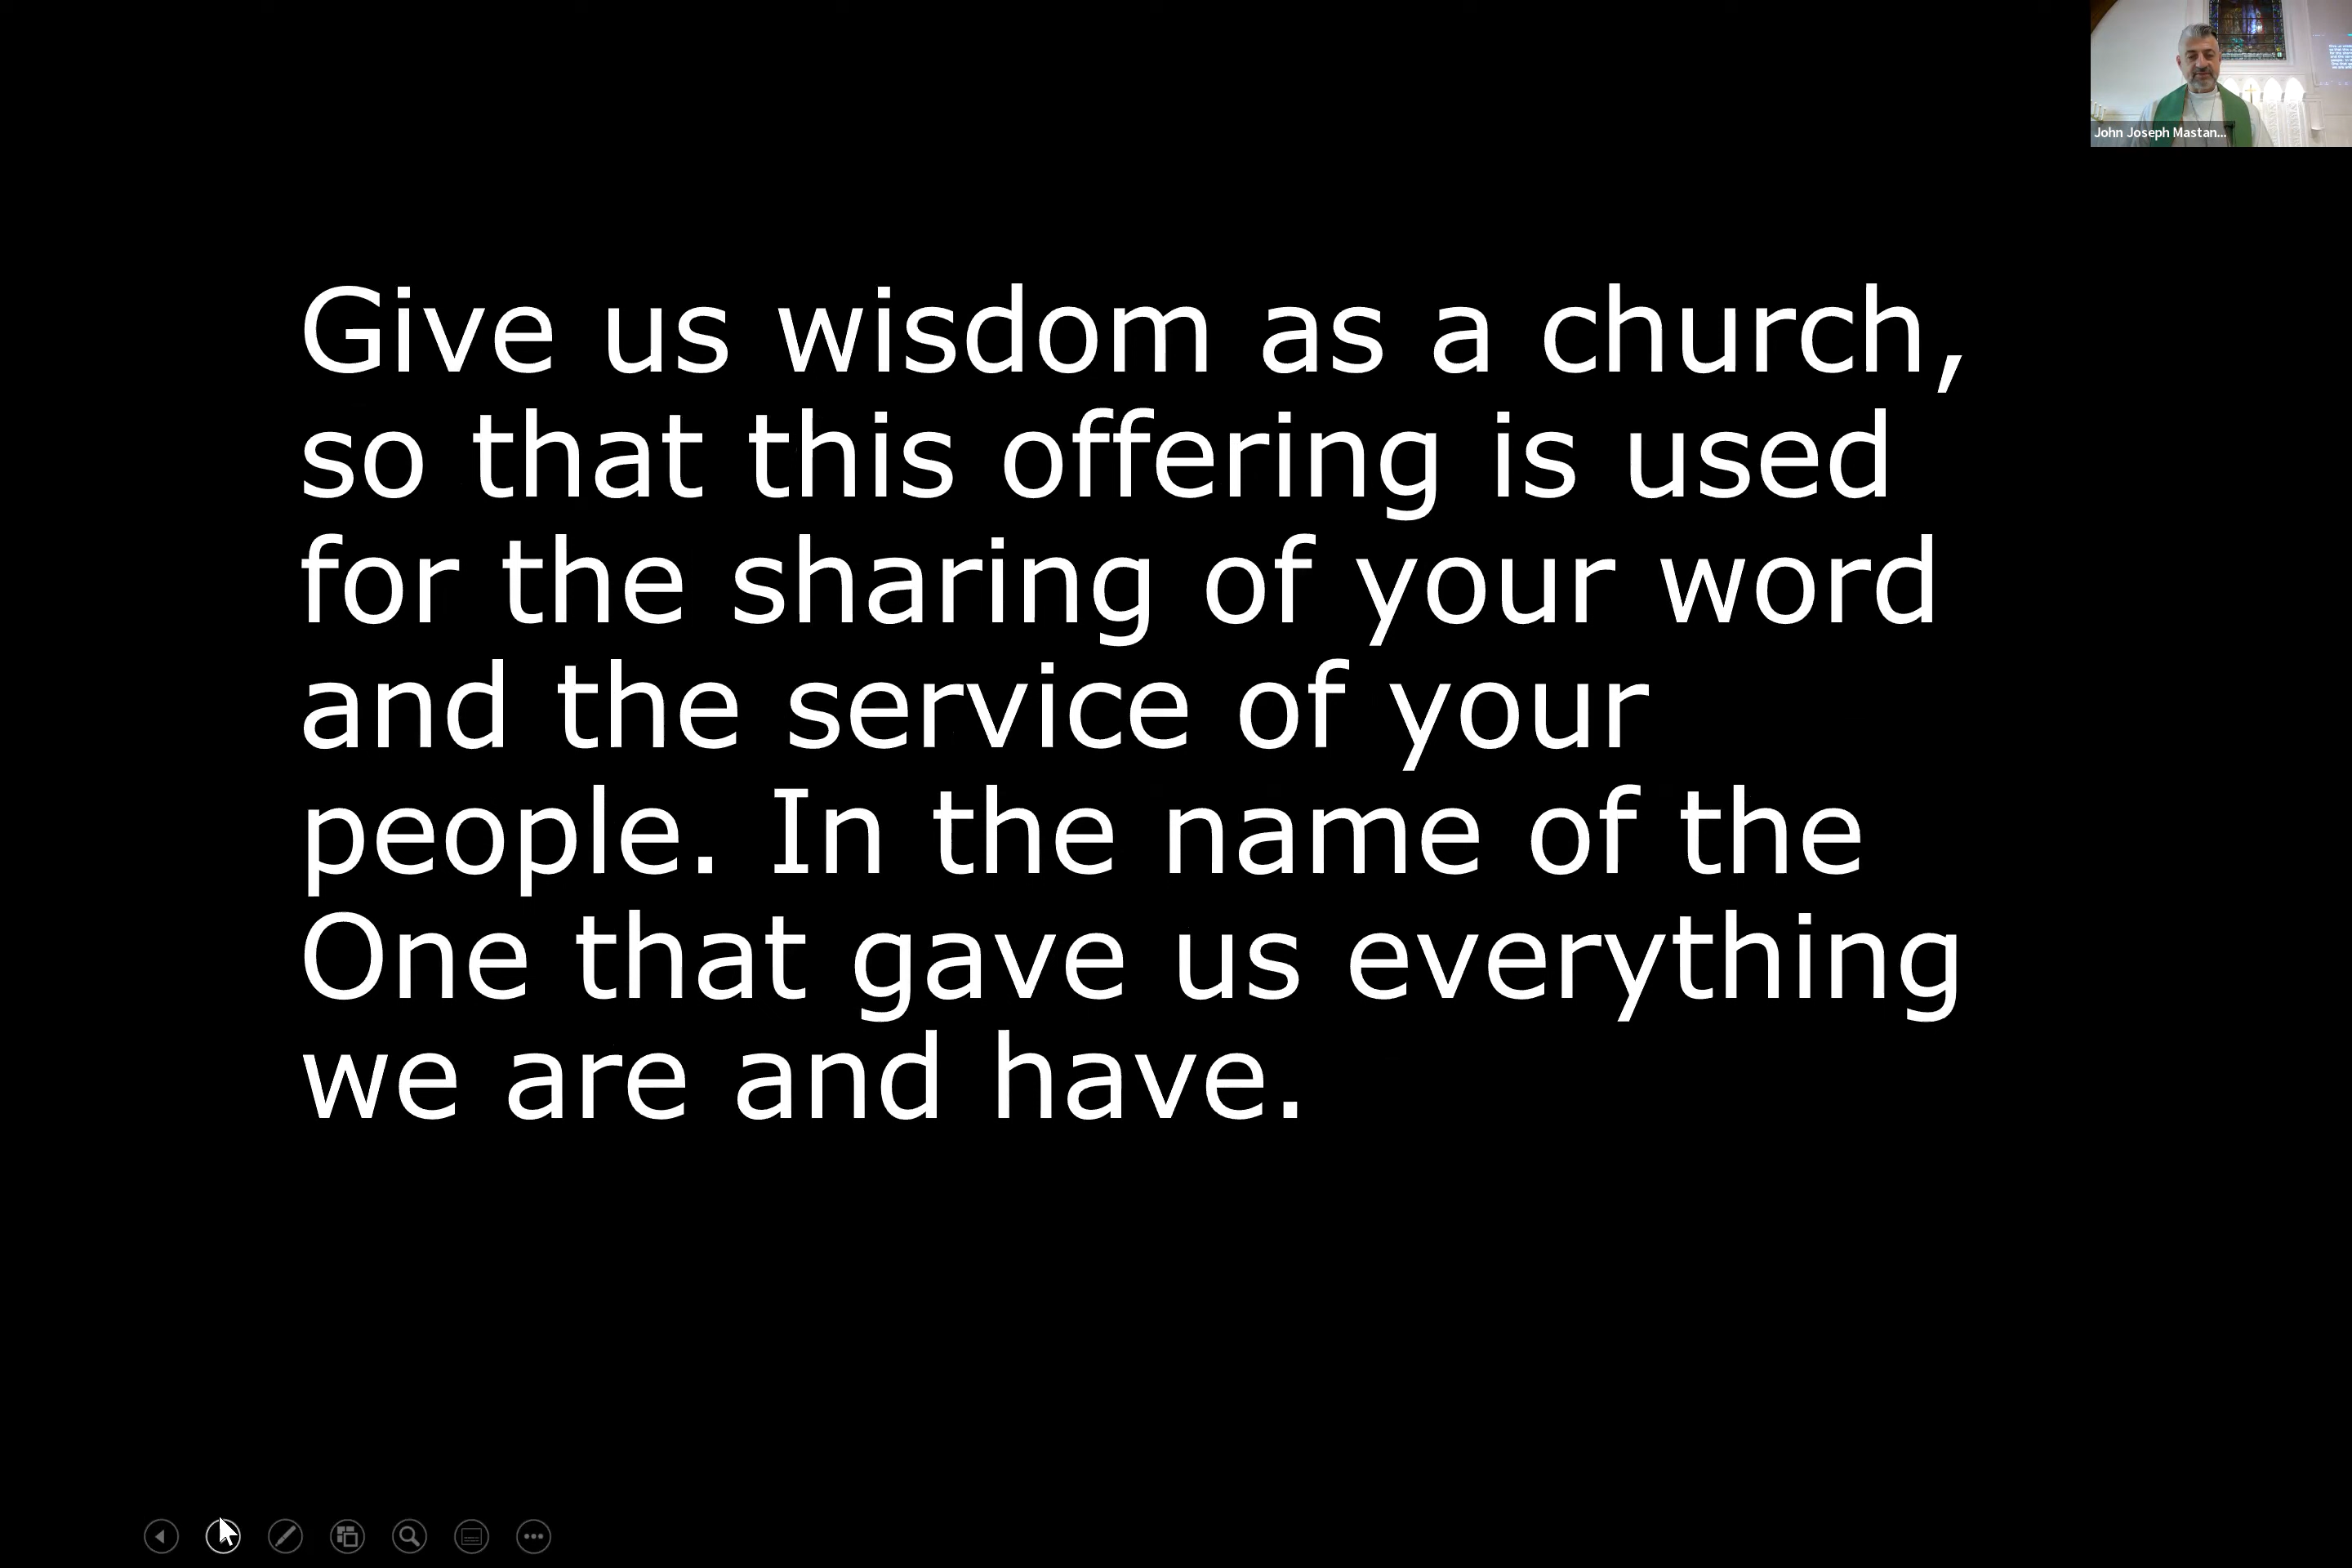 John Joseph Mastan...
Give us wisdom as a church,
so that this offering is used
for the sharing of your word
and the service of your
people. In the name of the
One that gave us everything
we are and have.